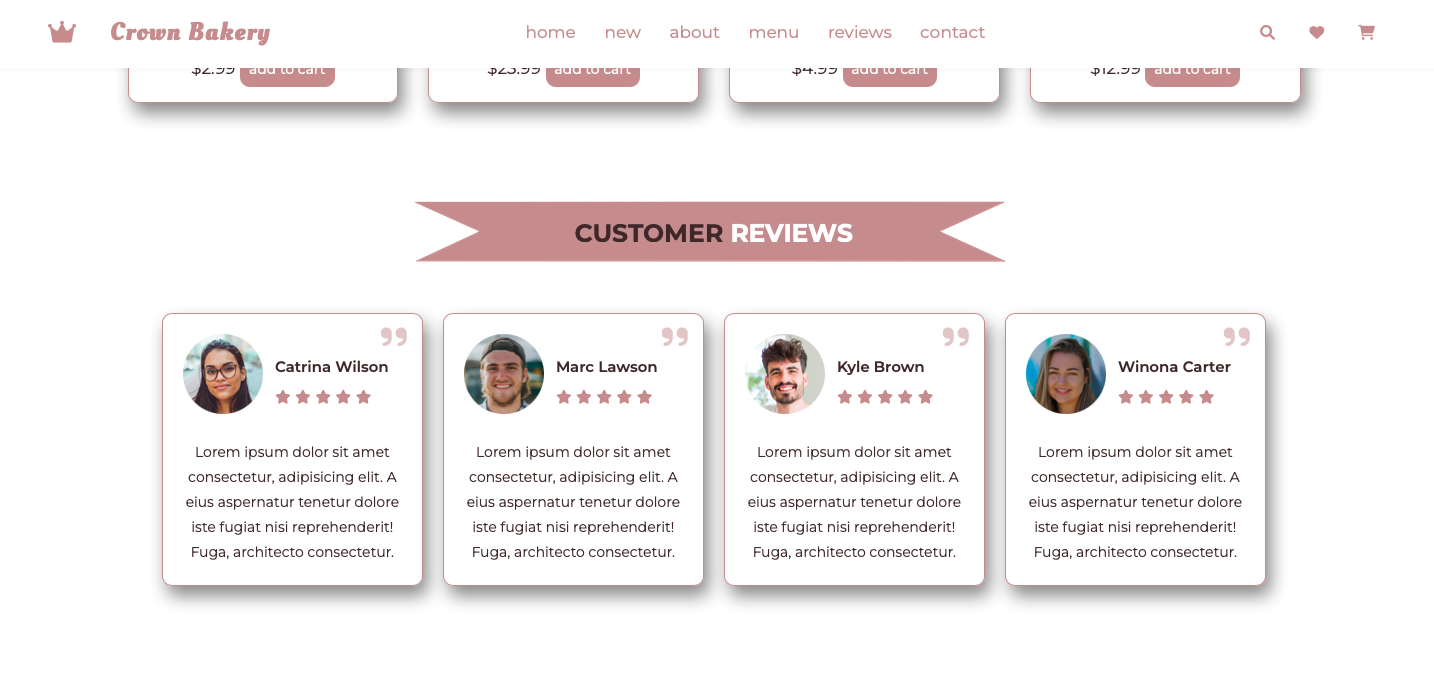 Crown Bakery
home new about menu reviews contact
$2.99 add to cart
$23.99 add to cart
$4.99 add to cart
$12.99 add to cart
CUSTOMER REVIEWS
Catrina Wilson
Lorem ipsum dolor sit amet
consectetur, adipisicing elit. A
eius aspernatur tenetur dolore
iste fugiat nisi reprehenderit!
Fuga, architecto consectetur.
Marc Lawson
Lorem ipsum dolor sit amet
consectetur, adipisicing elit. A
eius aspernatur tenetur dolore
iste fugiat nisi reprehenderit!
Fuga, architecto consectetur.
Kyle Brown
Lorem ipsum dolor sit amet
consectetur, adipisicing elit. A
eius aspernatur tenetur dolore
iste fugiat nisi reprehenderit!
Fuga, architecto consectetur.
Winona Carter
Lorem ipsum dolor sit amet
consectetur, adipisicing elit. A
eius aspernatur tenetur dolore
iste fugiat nisi reprehenderit!
Fuga, architecto consectetur.